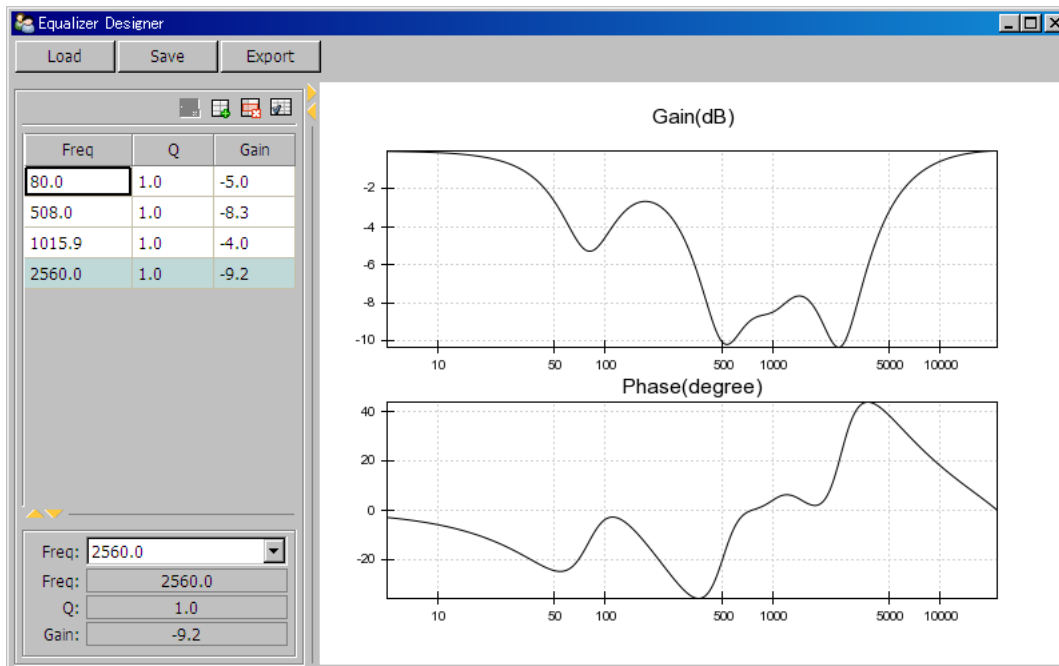 Equalizer Designer
Load Save Export
Freq Q Gain
80.0 1.0 -5.0
508.0 1.0 -8.3
1015.9 1.0 -4.0
2560.0 1.0 -9.2
Freq: 2560.0
Freq: 2560.0
Q: 1.0
Gain: -9.2
Gain(dB)
-2
-4
-6
-8
-10
10 50 100 500 1000 5000 10000
Phase(degree)
40
20
0
-20
10 50 100 500 1000 5000 10000